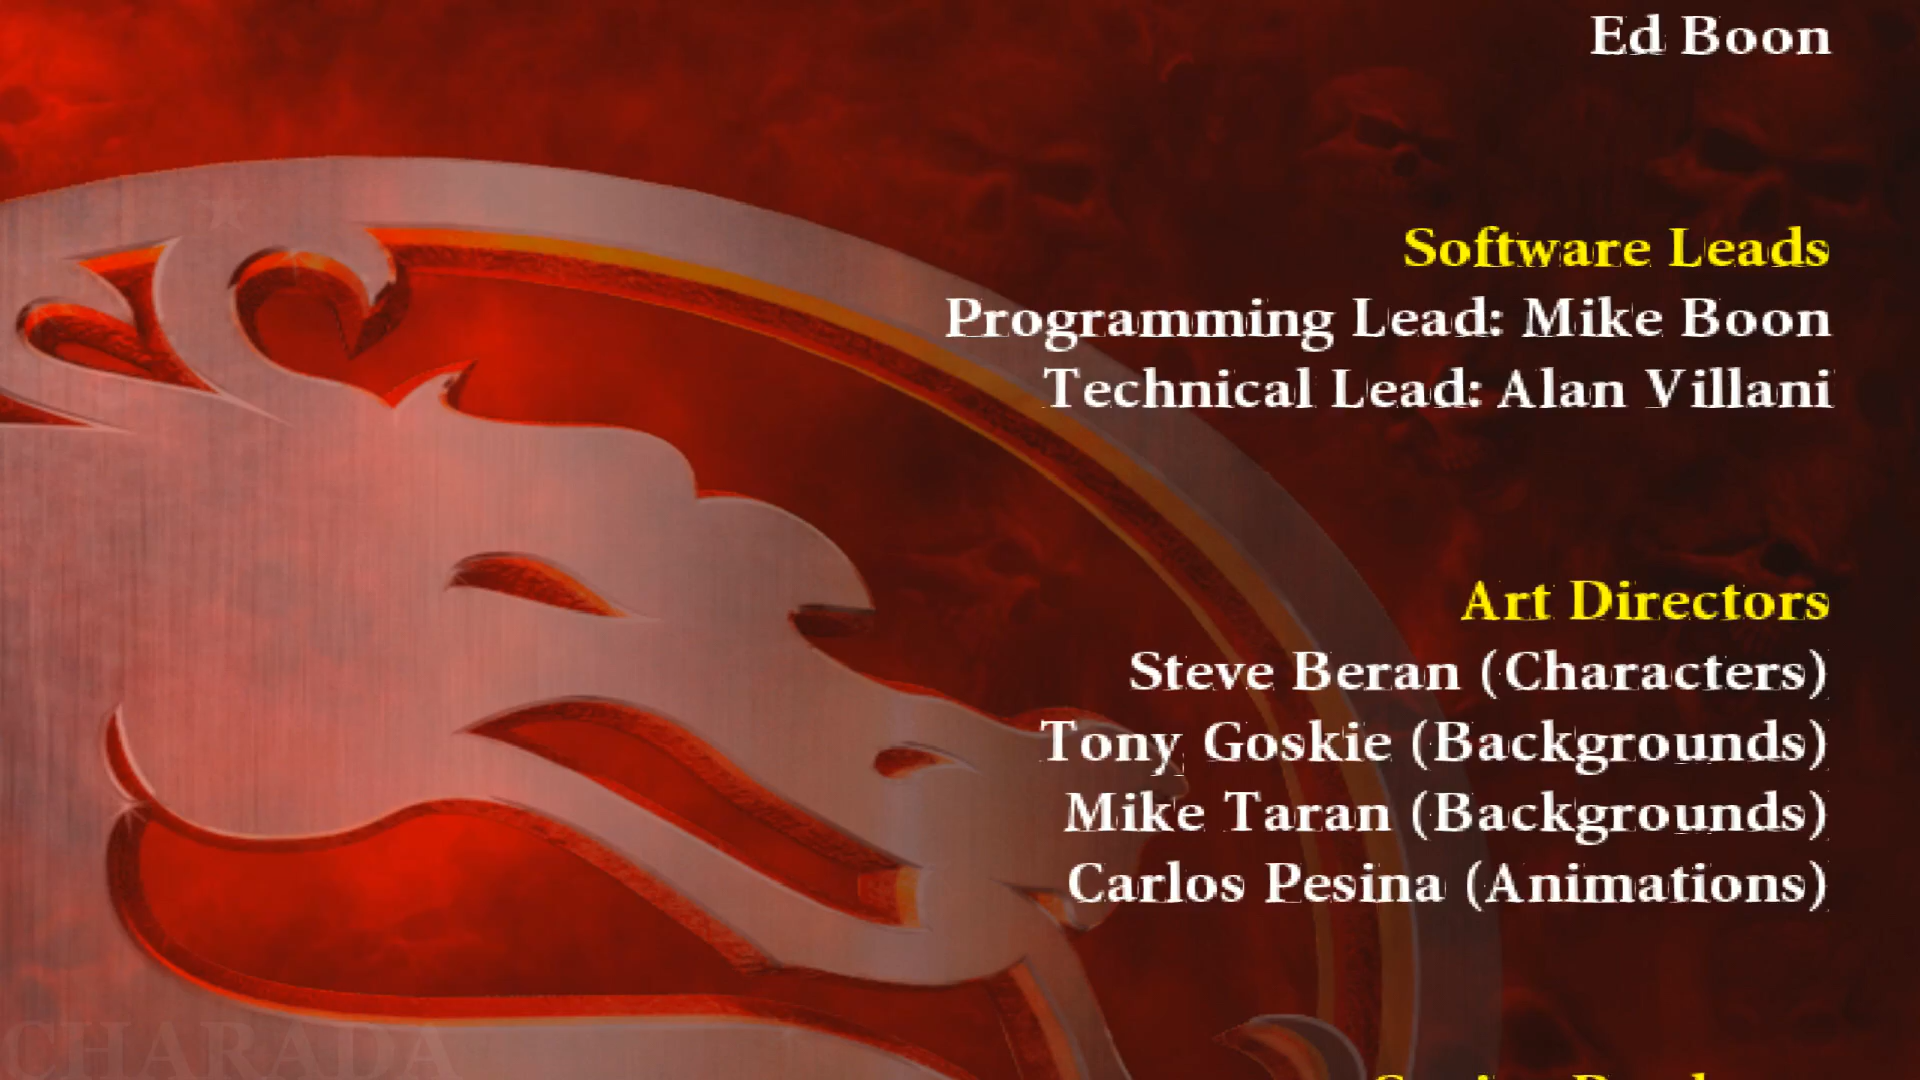 Ed Boon
Software Leads
Programming Lead: Mike Boon
Technical Lead: Alan Villani
Art Directors
Steve Beran (Characters)
Tony Goskie (Backgrounds)
Mike Taran (Backgrounds)
Carlos Pesina (Animations)
CHARADA